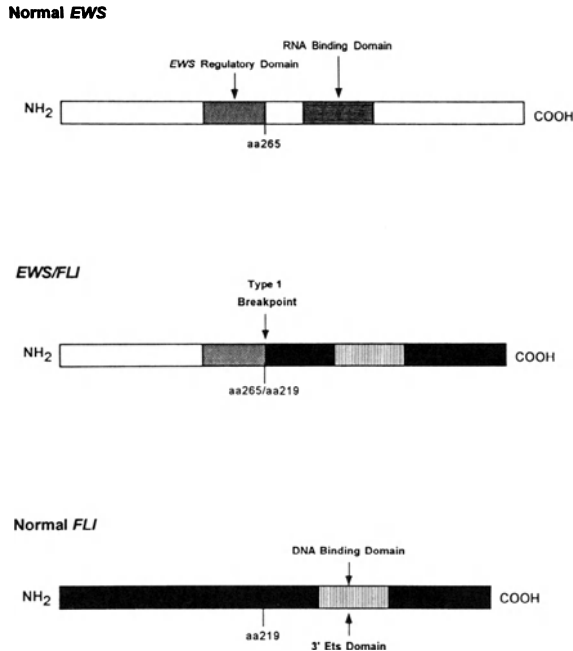 Normal EWS
RNA Binding Domain
EWS Regulatory Domain
NH2
COOH
aa265
EWS/FLI
Type 1
Breakpoint
NH2
COOH
aa265/aa219
Normal FLI
DNA Binding Domain
NH2
COOH
aa219
3' Ets Domain